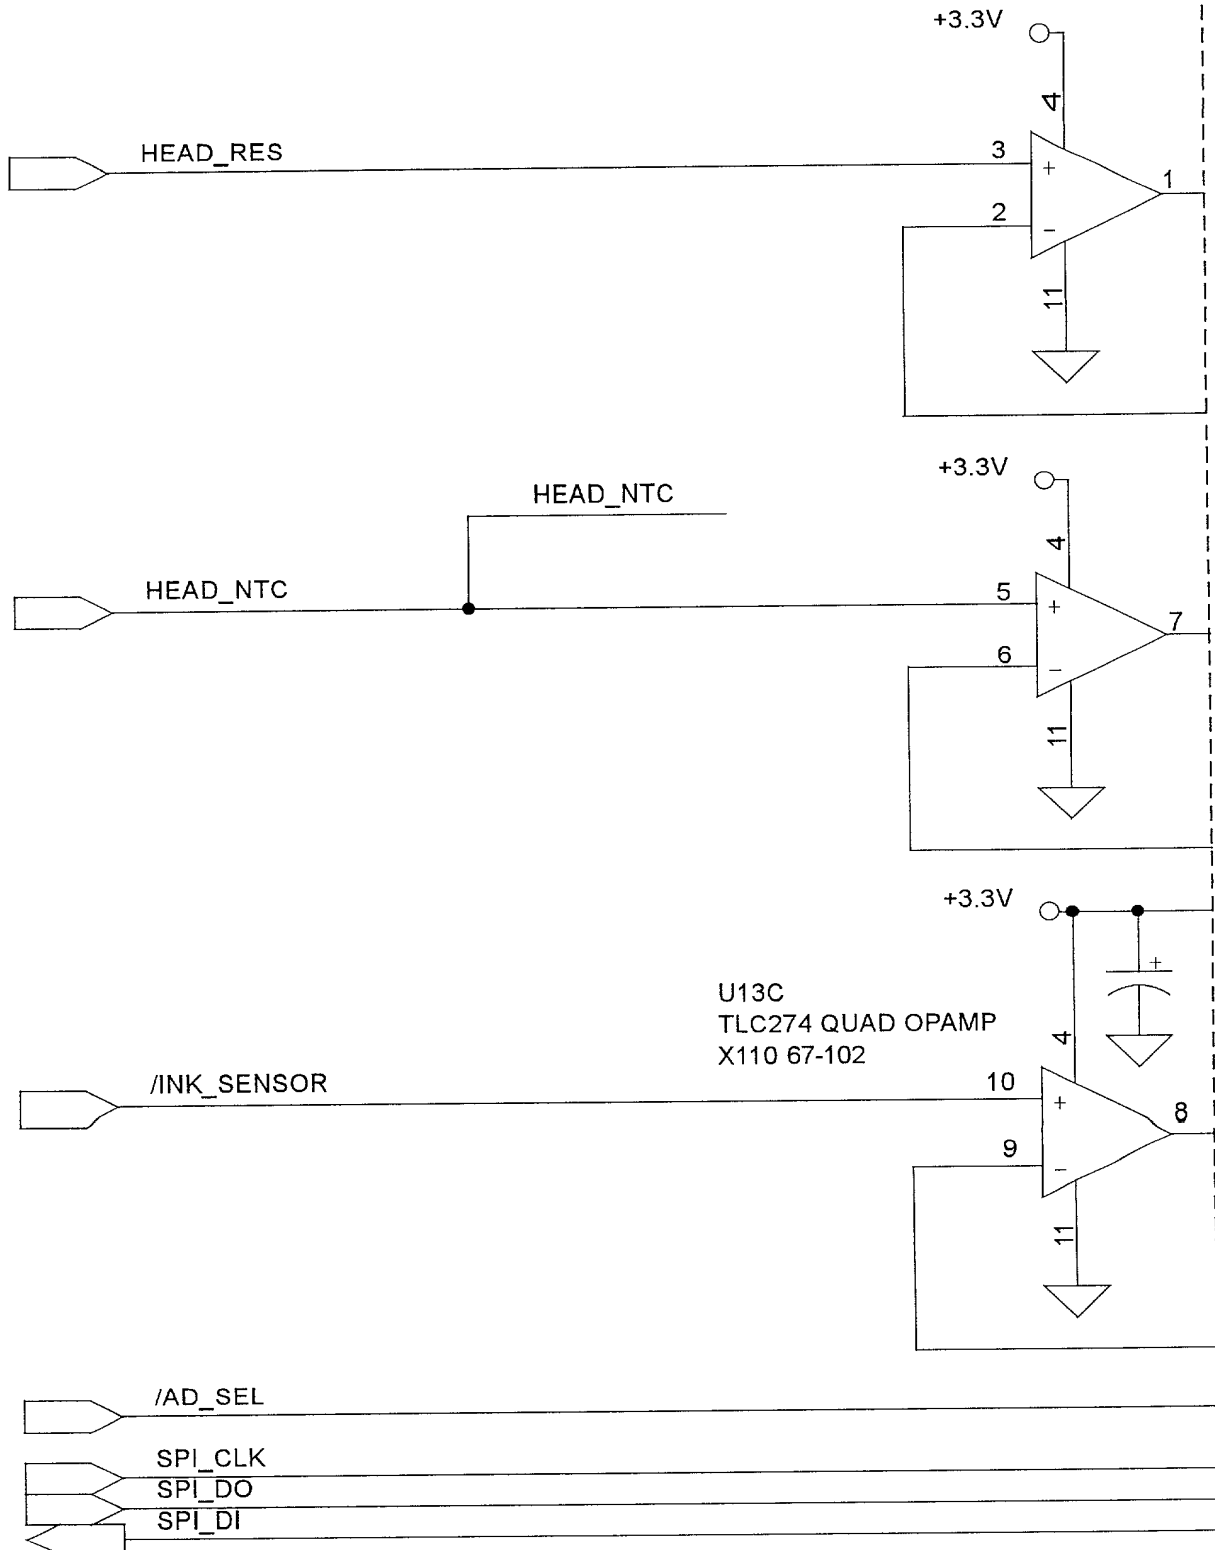 +3.3V
4
HEAD_RES
3
+
1
2
−
11
+3.3V
HEAD_NTC
4
HEAD_NTC
5
+
7
6
−
11
+3.3V
+
U13C
TLC274 QUAD OPAMP
X110 67-102
4
/INK_SENSOR
10
+
8
9
−
11
/AD_SEL
SPI_CLK
SPI_DO
SPI_DI